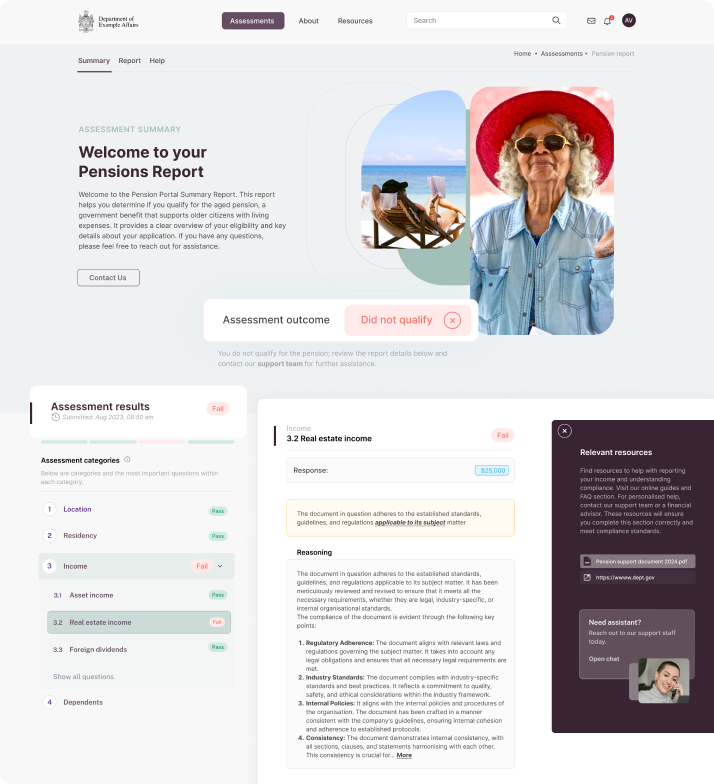 Department of
Example Affairs
Assessments
About
Resources
Search
AV
Summary
Report
Help
Home • Asssessments • Pension report
ASSESSMENT SUMMARY
Welcome to your
Pensions Report
Welcome to the Pension Portal Summary Report. This report
helps you determine if you qualify for the aged pension, a
government benefit that supports older citizens with living
expenses. It provides a clear overview of your eligibility and key
details about your application. If you have any questions,
please feel free to reach out for assistance.
Contact Us
Assessment outcome
Did not qualify
You do not qualify for the pension; review the report details below and
contact our support team for further assistance.
Assessment results
Fail
Submitted: Aug 2023, 08:50 am
Assessment categories
Below are categories and the most important questions within
each category.
1 Location Pass
2 Residency Pass
3 Income Fail
3.1 Asset income Pass
3.2 Real estate income Fail
3.3 Foreign dividends Pass
Show all questions
4 Dependents
Income
3.2 Real estate income
Fail
Response: $25,000
The document in question adheres to the established standards,
guidelines, and regulations applicable to its subject matter
Reasoning
The document in question adheres to the established standards,
guidelines, and regulations applicable to its subject matter. It has been
meticulously reviewed and revised to ensure that it meets all the
necessary requirements, whether they are legal, industry-specific, or
internal organisational standards.
The compliance of the document is evident through the following key
points:
1. Regulatory Adherence: The document aligns with relevant laws and
regulations governing the subject matter. It takes into account any
legal obligations and ensures that all necessary legal requirements are
met.
2. Industry Standards: The document complies with industry-specific
standards and best practices. It reflects a commitment to quality,
safety, and ethical considerations within the industry framework.
3. Internal Policies: It aligns with the internal policies and procedures of
the organisation. The document has been crafted in a manner
consistent with the company's guidelines, ensuring internal cohesion
and adherence to established protocols.
4. Consistency: The document demonstrates internal consistency, with
all sections, clauses, and statements harmonising with each other.
This consistency is crucial for... More
Relevant resources
Find resources to help with reporting
your income and understanding
compliance. Visit our online guides and
FAQ section. For personalised help,
contact our support team or a financial
advisor. These resources will ensure
you complete this section correctly and
meet compliance standards.
Pension support document 2024.pdf
https://wwww.dept.gov
Need assistant?
Reach out to our support staff
today.
Open chat